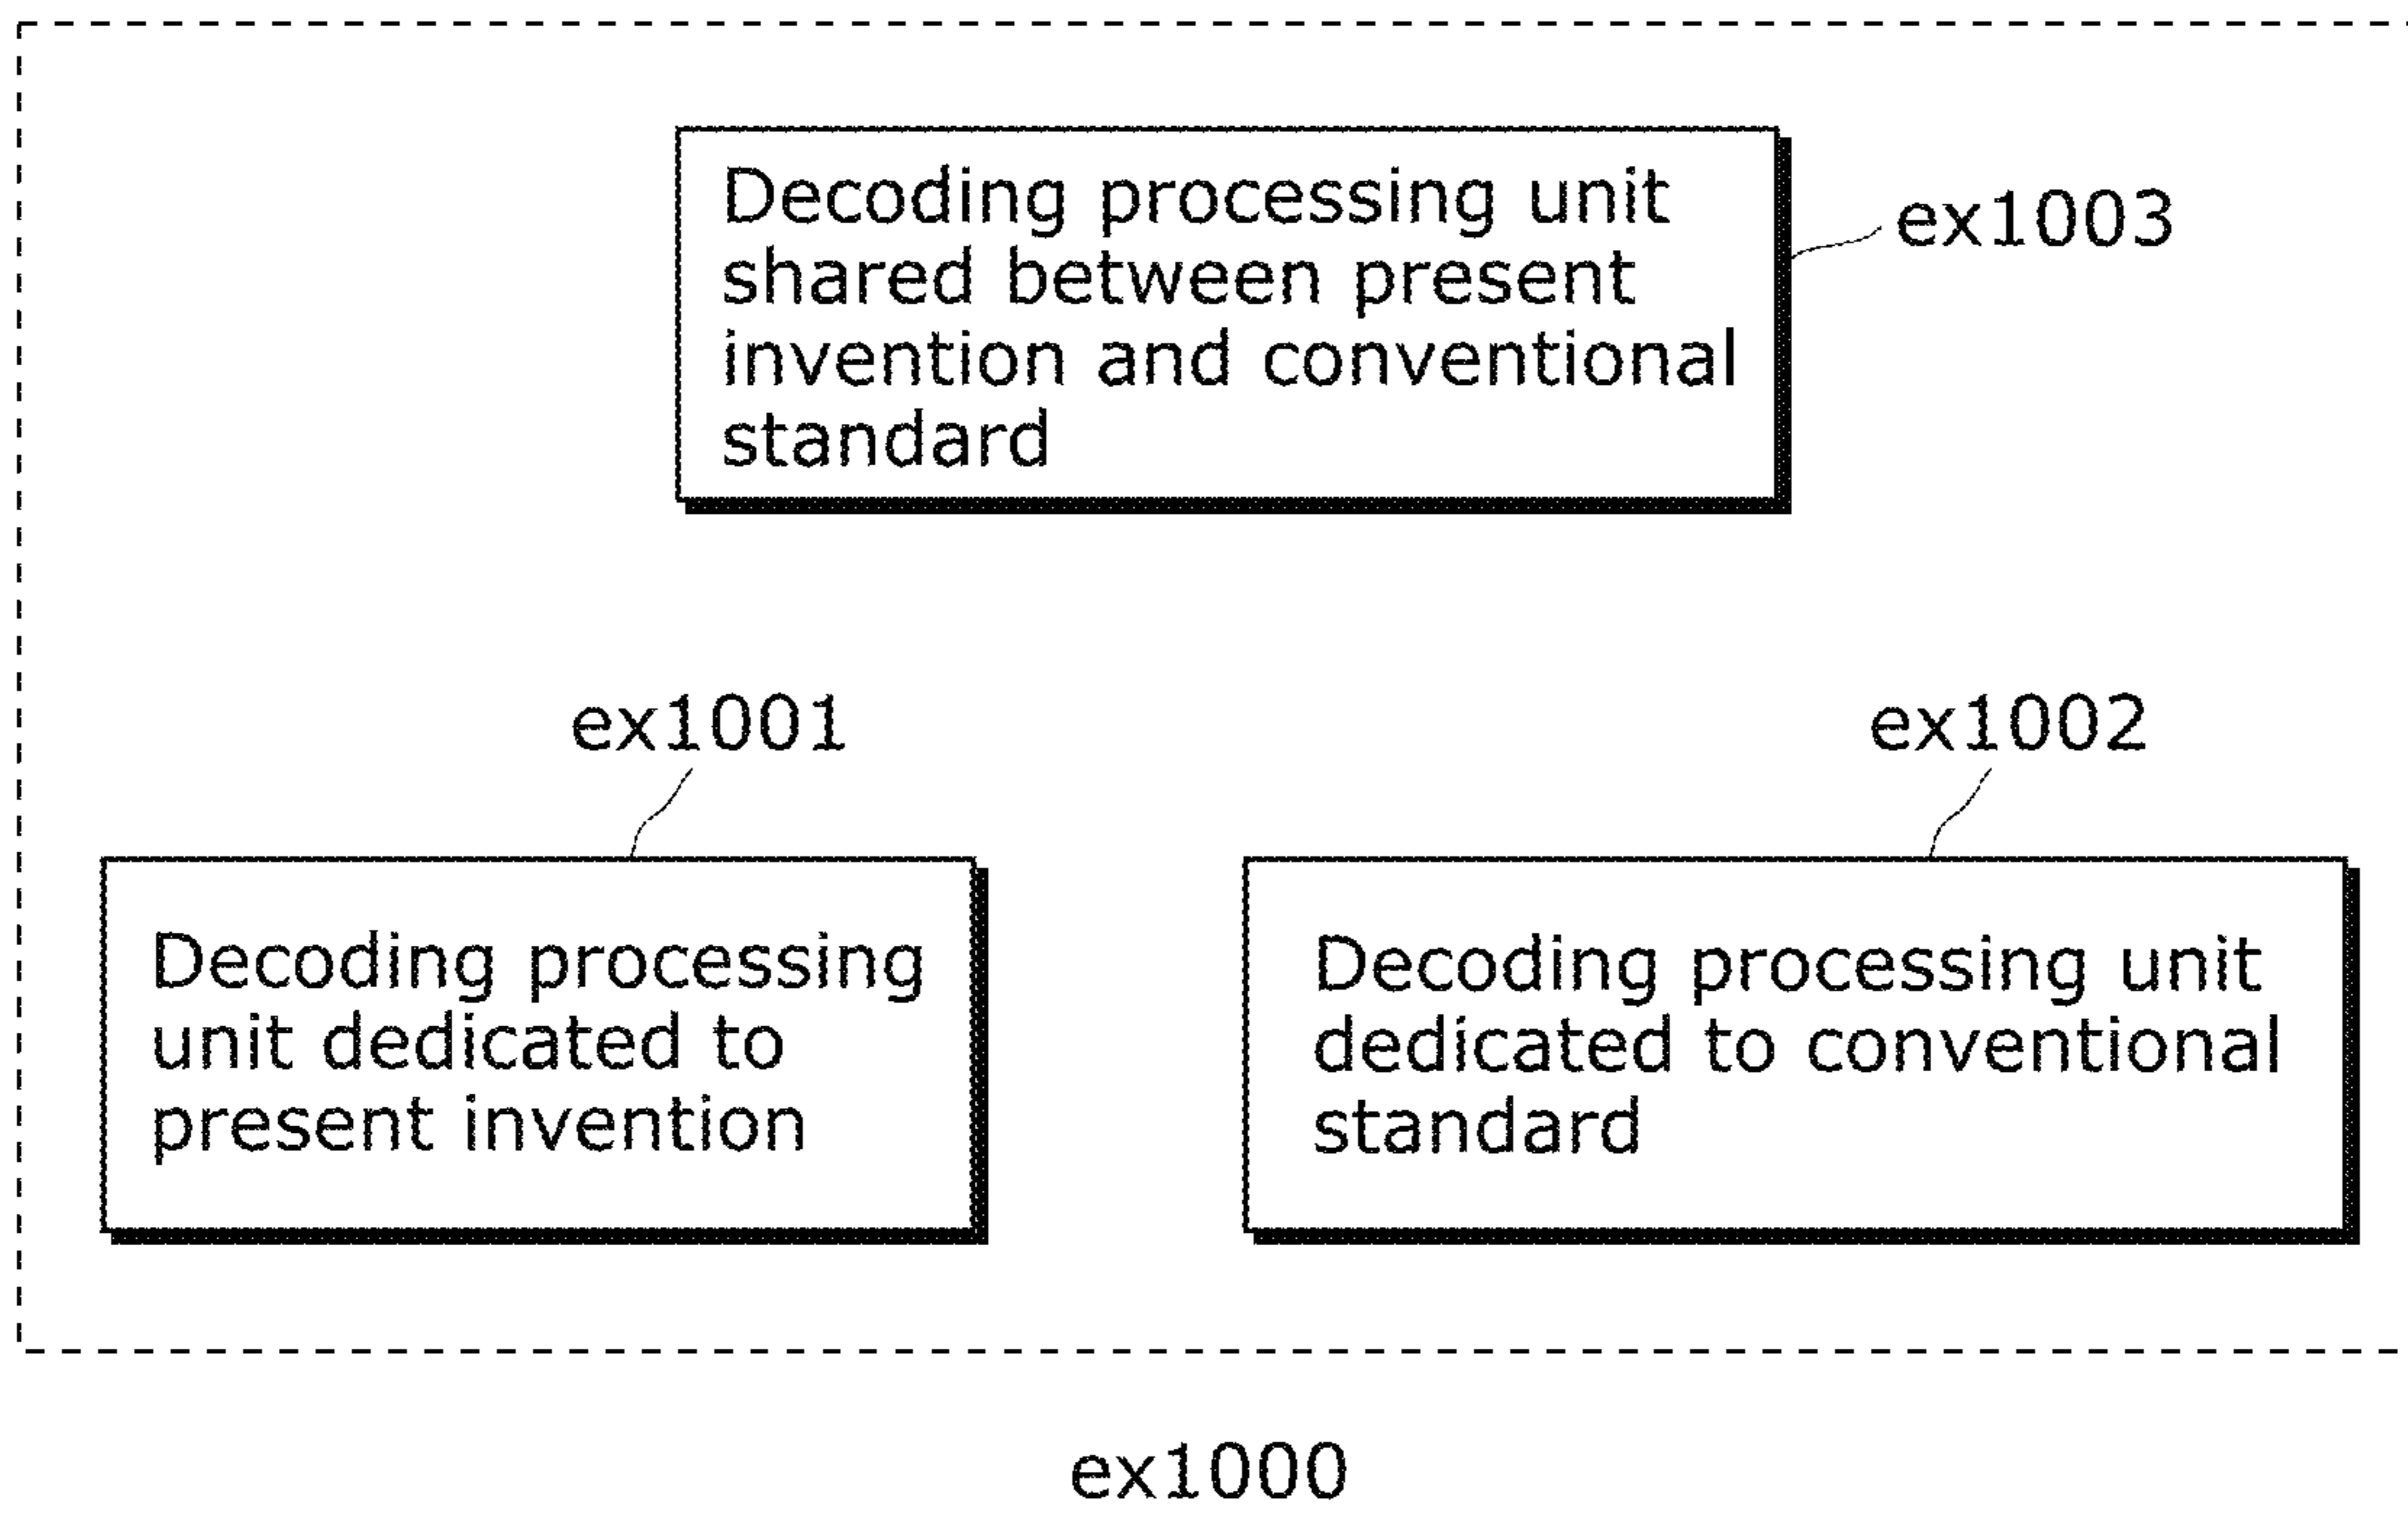 Decoding processing unit
shared between present
invention and conventional
standard
ex1003
ex1001
ex1002
Decoding processing
unit dedicated to
present invention
Decoding processing unit
dedicated to conventional
standard
ex1000